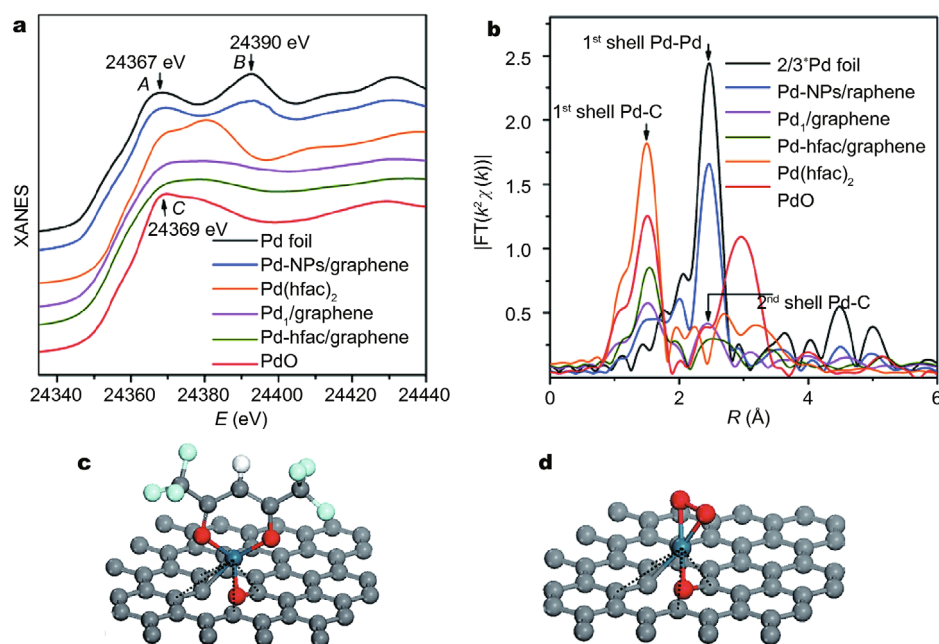 a
24367 eV
24390 eV
A
B
C
24369 eV
XANES
Pd foil
Pd-NPs/graphene
Pd(hfac)₂
Pd₁/graphene
Pd-hfac/graphene
PdO
24340 24360 24380 24400 24420 24440
E (eV)
b
1ˢᵗ shell Pd-Pd
1ˢᵗ shell Pd-C
2/3*Pd foil
Pd-NPs/raphene
Pd₁/graphene
Pd-hfac/graphene
Pd(hfac)₂
PdO
2ⁿᵈ shell Pd-C
|FT(k² χ(k))|
2.5
2.0
1.5
1.0
0.5
0 2 4 6
R (Å)
c
d